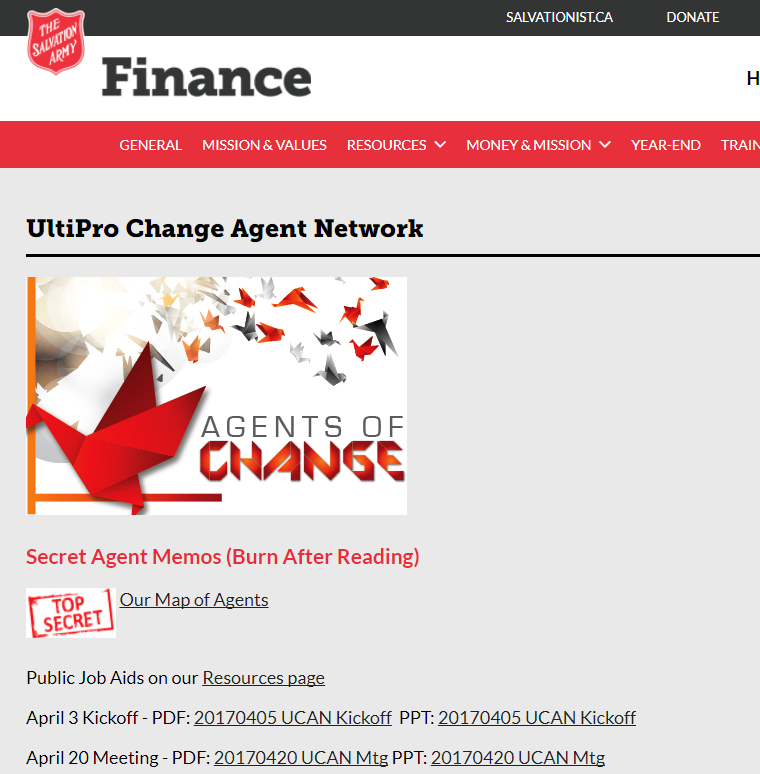 THE
SALVATION
ARMY
SALVATIONIST.CA DONATE
Finance
H
GENERAL MISSION & VALUES RESOURCES MONEY & MISSION YEAR-END TRAIN
UltiPro Change Agent Network
AGENTS OF
CHANGE
Secret Agent Memos (Burn After Reading)
TOP
SECRET
Our Map of Agents
Public Job Aids on our Resources page
April 3 Kickoff - PDF: 20170405 UCAN Kickoff PPT: 20170405 UCAN Kickoff
April 20 Meeting - PDF: 20170420 UCAN Mtg PPT: 20170420 UCAN Mtg